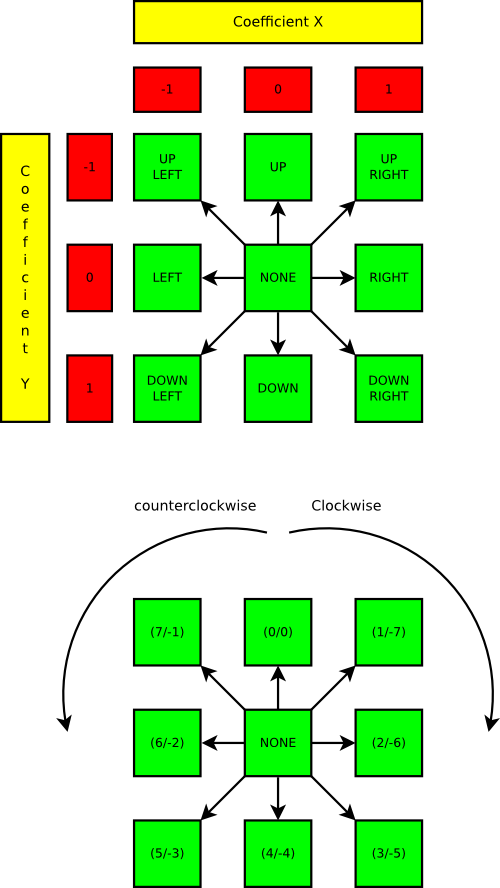 Coefficient X
-1
0
1
Coefficient Y
-1
UP
LEFT
UP
UP
RIGHT
0
LEFT
NONE
RIGHT
1
DOWN
LEFT
DOWN
DOWN
RIGHT
counterclockwise
Clockwise
(7/-1)
(0/0)
(1/-7)
(6/-2)
NONE
(2/-6)
(5/-3)
(4/-4)
(3/-5)